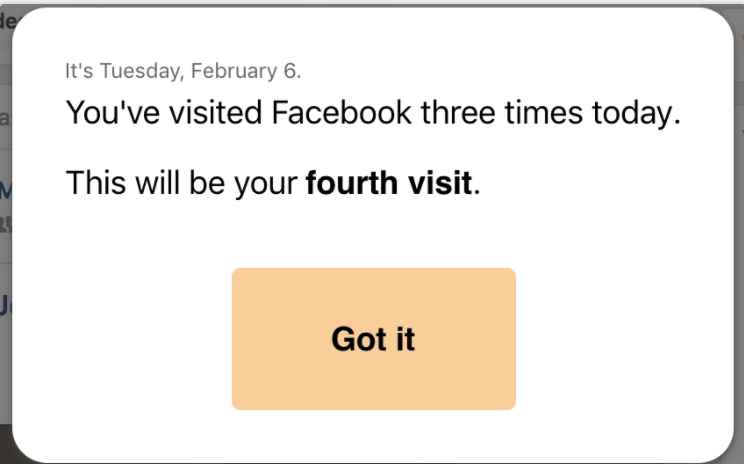 It's Tuesday, February 6.
You've visited Facebook three times today.
This will be your fourth visit.
Got it